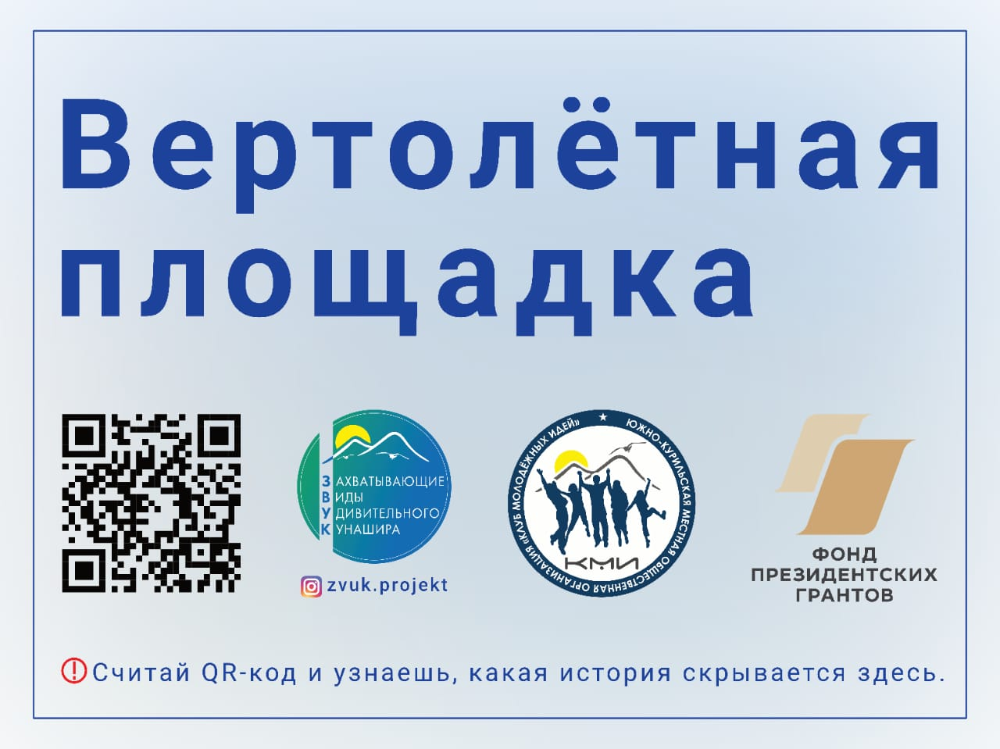 Вертолётная
площадка
ЗАХВАТЫВАЮЩИЕ
ВИДЫ
УДИВИТЕЛЬНОГО
КУНАШИРА
zvuk.projekt
ЮЖНО-КУРИЛЬСКАЯ МЕСТНАЯ ОБЩЕСТВЕННАЯ ОРГАНИЗАЦИЯ «КЛУБ МОЛОДЁЖНЫХ ИДЕЙ»
КМИ
ФОНД
ПРЕЗИДЕНТСКИХ
ГРАНТОВ
Считай QR-код и узнаешь, какая история скрывается здесь.